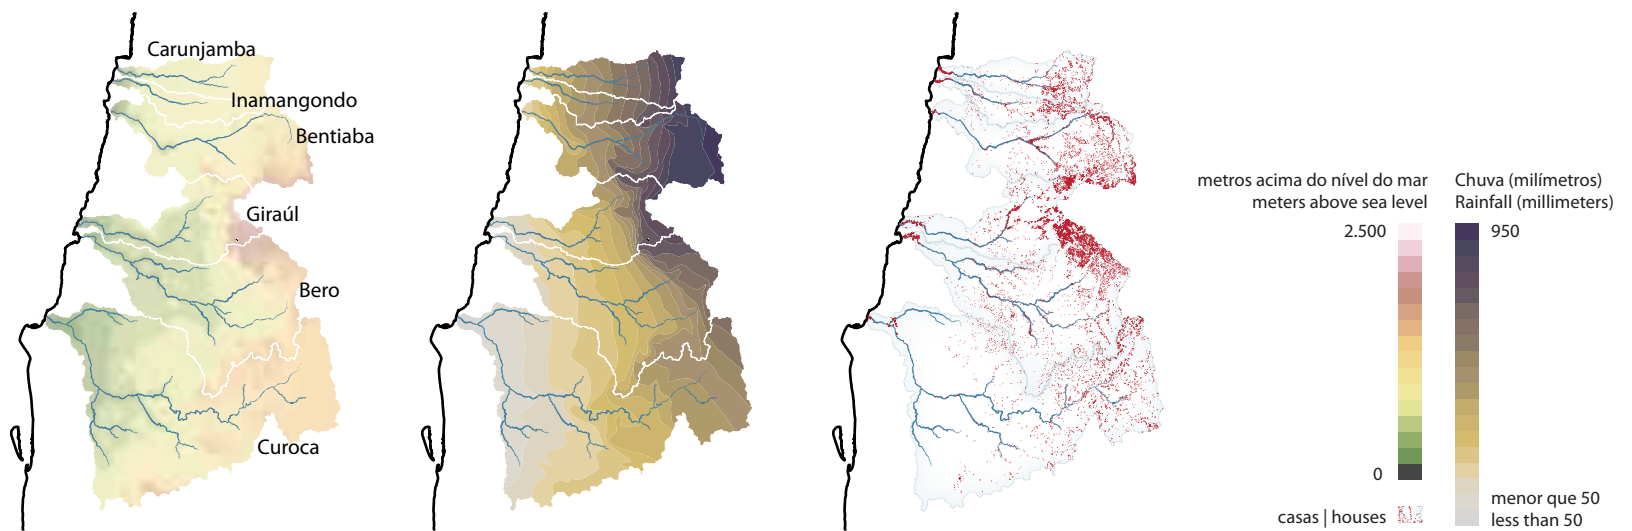 Carunjamba
Inamangondo
Bentiaba
Giraúl
Bero
Curoca
metros acima do nível do mar
meters above sea level
2.500
0
casas | houses
Chuva (milímetros)
Rainfall (millimeters)
950
menor que 50
less than 50